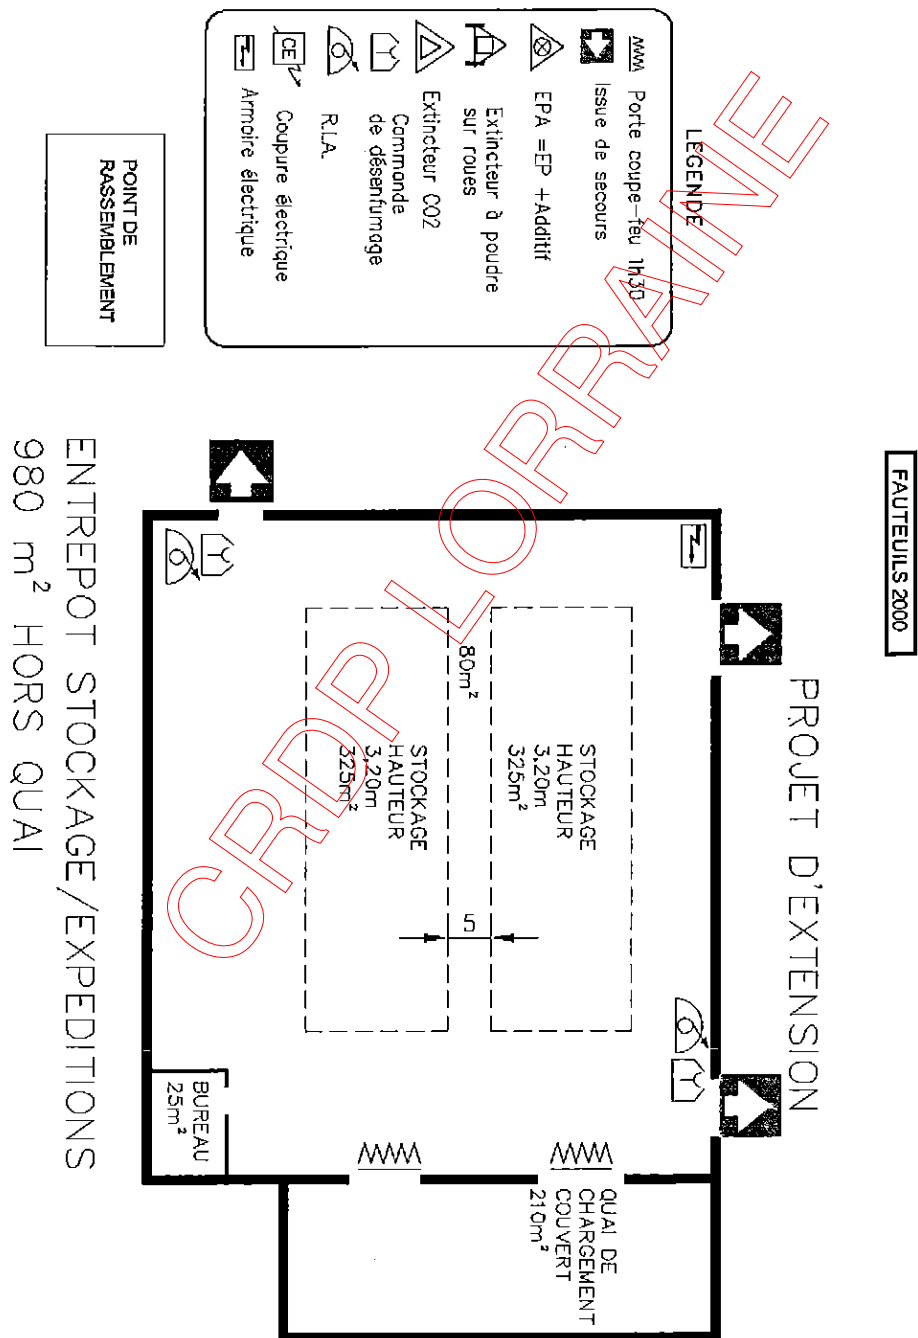 FAUTEUILS 2000
PROJET D'EXTENSION
LEGENDE
Porte coupe-feu 1h30
Issue de secours
EPA =EP +Additif
Extincteur à poudre
sur roues
Extincteur CO2
Commande
de désenfumage
R.I.A.
CE
Coupure électrique
Armoire électrique
POINT DE
RASSEMBLEMENT
STOCKAGE
HAUTEUR
3,20m
325m²
80m²
5
STOCKAGE
HAUTEUR
3,20m
325m²
QUAI DE
CHARGEMENT
COUVERT
210m²
BUREAU
25m²
ENTREPOT STOCKAGE/EXPEDITIONS
980 m² HORS QUAI
CRDP LORRAINE